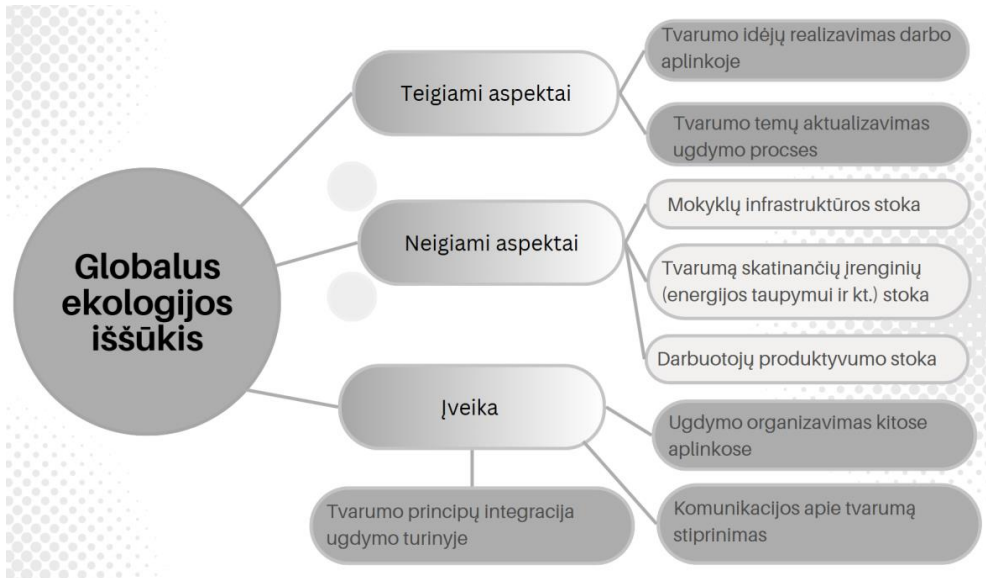 Globalus
ekologijos
iššūkis
Teigiami aspektai
Tvarumo idėjų realizavimas darbo
aplinkoje
Tvarumo temų aktualizavimas
ugdymo procses
Neigiami aspektai
Mokyklų infrastruktūros stoka
Tvarumą skatinančių įrenginių
(energijos taupymui ir kt.) stoka
Darbuotojų produktyvumo stoka
Įveika
Ugdymo organizavimas kitose
aplinkose
Komunikacijos apie tvarumą
stiprinimas
Tvarumo principų integracija
ugdymo turinyje